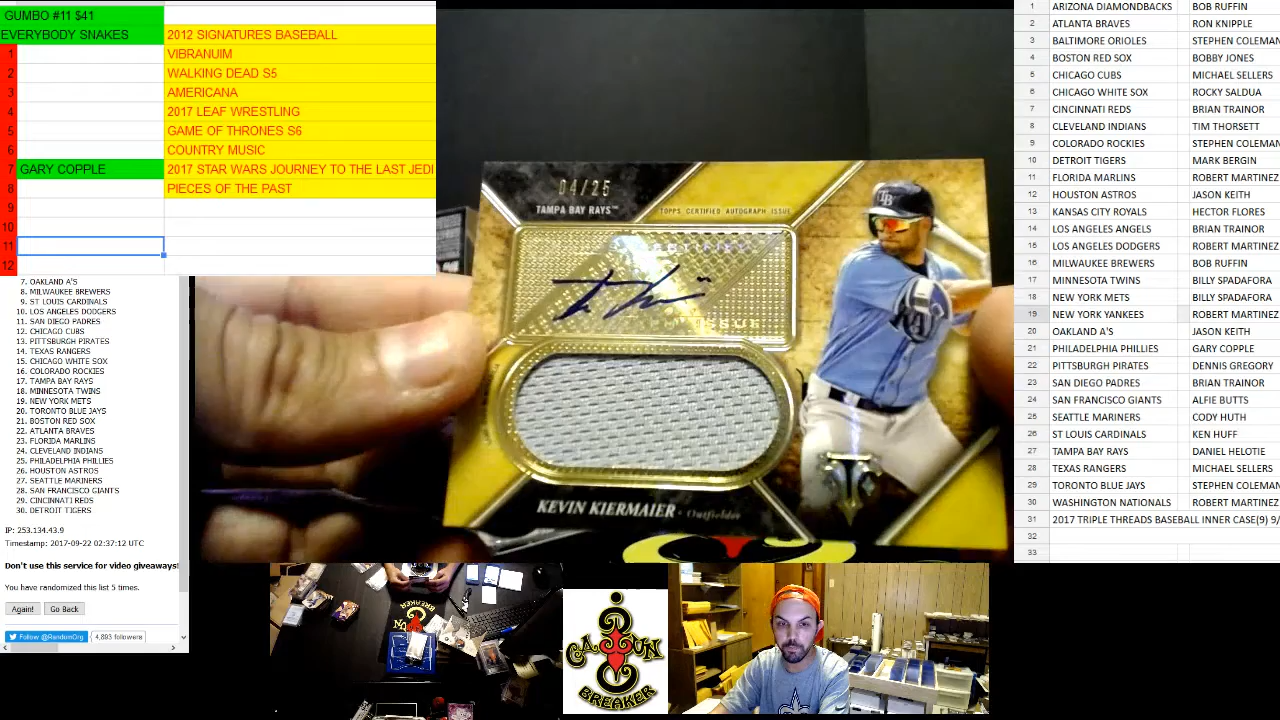 GUMBO #11 $41
EVERYBODY SNAKES
2012 SIGNATURES BASEBALL
1 VIBRANUIM
2 WALKING DEAD S5
3 AMERICANA
4 2017 LEAF WRESTLING
5 GAME OF THRONES S6
6 COUNTRY MUSIC
7 GARY COPPLE 2017 STAR WARS JOURNEY TO THE LAST JEDI
8 PIECES OF THE PAST
9
10
11
12
7. OAKLAND A'S
8. MILWAUKEE BREWERS
9. ST LOUIS CARDINALS
10. LOS ANGELES DODGERS
11. SAN DIEGO PADRES
12. CHICAGO CUBS
13. PITTSBURGH PIRATES
14. TEXAS RANGERS
15. CHICAGO WHITE SOX
16. COLORADO ROCKIES
17. TAMPA BAY RAYS
18. MINNESOTA TWINS
19. NEW YORK METS
20. TORONTO BLUE JAYS
21. BOSTON RED SOX
22. ATLANTA BRAVES
23. FLORIDA MARLINS
24. CLEVELAND INDIANS
25. PHILADELPHIA PHILLIES
26. HOUSTON ASTROS
27. SEATTLE MARINERS
28. SAN FRANCISCO GIANTS
29. CINCINNATI REDS
30. DETROIT TIGERS
IP: 253.134.43.9
Timestamp: 2017-09-22 02:37:12 UTC
Don't use this service for video giveaways!
You have randomized this list 5 times.
Again! Go Back
Follow @RandomOrg 4,893 followers
04/25
TAMPA BAY RAYS™
TOPPS CERTIFIED AUTOGRAPH ISSUE
ISSUE
TB
KEVIN KIERMAIER • Outfielder
CAJUN
BREAKER
1 ARIZONA DIAMONDBACKS BOB RUFFIN
2 ATLANTA BRAVES RON KNIPPLE
3 BALTIMORE ORIOLES STEPHEN COLEMAN
4 BOSTON RED SOX BOBBY JONES
5 CHICAGO CUBS MICHAEL SELLERS
6 CHICAGO WHITE SOX ROCKY SALDUA
7 CINCINNATI REDS BRIAN TRAINOR
8 CLEVELAND INDIANS TIM THORSETT
9 COLORADO ROCKIES STEPHEN COLEMAN
10 DETROIT TIGERS MARK BERGIN
11 FLORIDA MARLINS ROBERT MARTINEZ
12 HOUSTON ASTROS JASON KEITH
13 KANSAS CITY ROYALS HECTOR FLORES
14 LOS ANGELES ANGELS BRIAN TRAINOR
15 LOS ANGELES DODGERS ROBERT MARTINEZ
16 MILWAUKEE BREWERS BOB RUFFIN
17 MINNESOTA TWINS BILLY SPADAFORA
18 NEW YORK METS BILLY SPADAFORA
19 NEW YORK YANKEES ROBERT MARTINEZ
20 OAKLAND A'S JASON KEITH
21 PHILADELPHIA PHILLIES GARY COPPLE
22 PITTSBURGH PIRATES DENNIS GREGORY
23 SAN DIEGO PADRES BRIAN TRAINOR
24 SAN FRANCISCO GIANTS ALFIE BUTTS
25 SEATTLE MARINERS CODY HUTH
26 ST LOUIS CARDINALS KEN HUFF
27 TAMPA BAY RAYS DANIEL HELOTIE
28 TEXAS RANGERS MICHAEL SELLERS
29 TORONTO BLUE JAYS STEPHEN COLEMAN
30 WASHINGTON NATIONALS ROBERT MARTINEZ
31 2017 TRIPLE THREADS BASEBALL INNER CASE(9) 9/
32
33